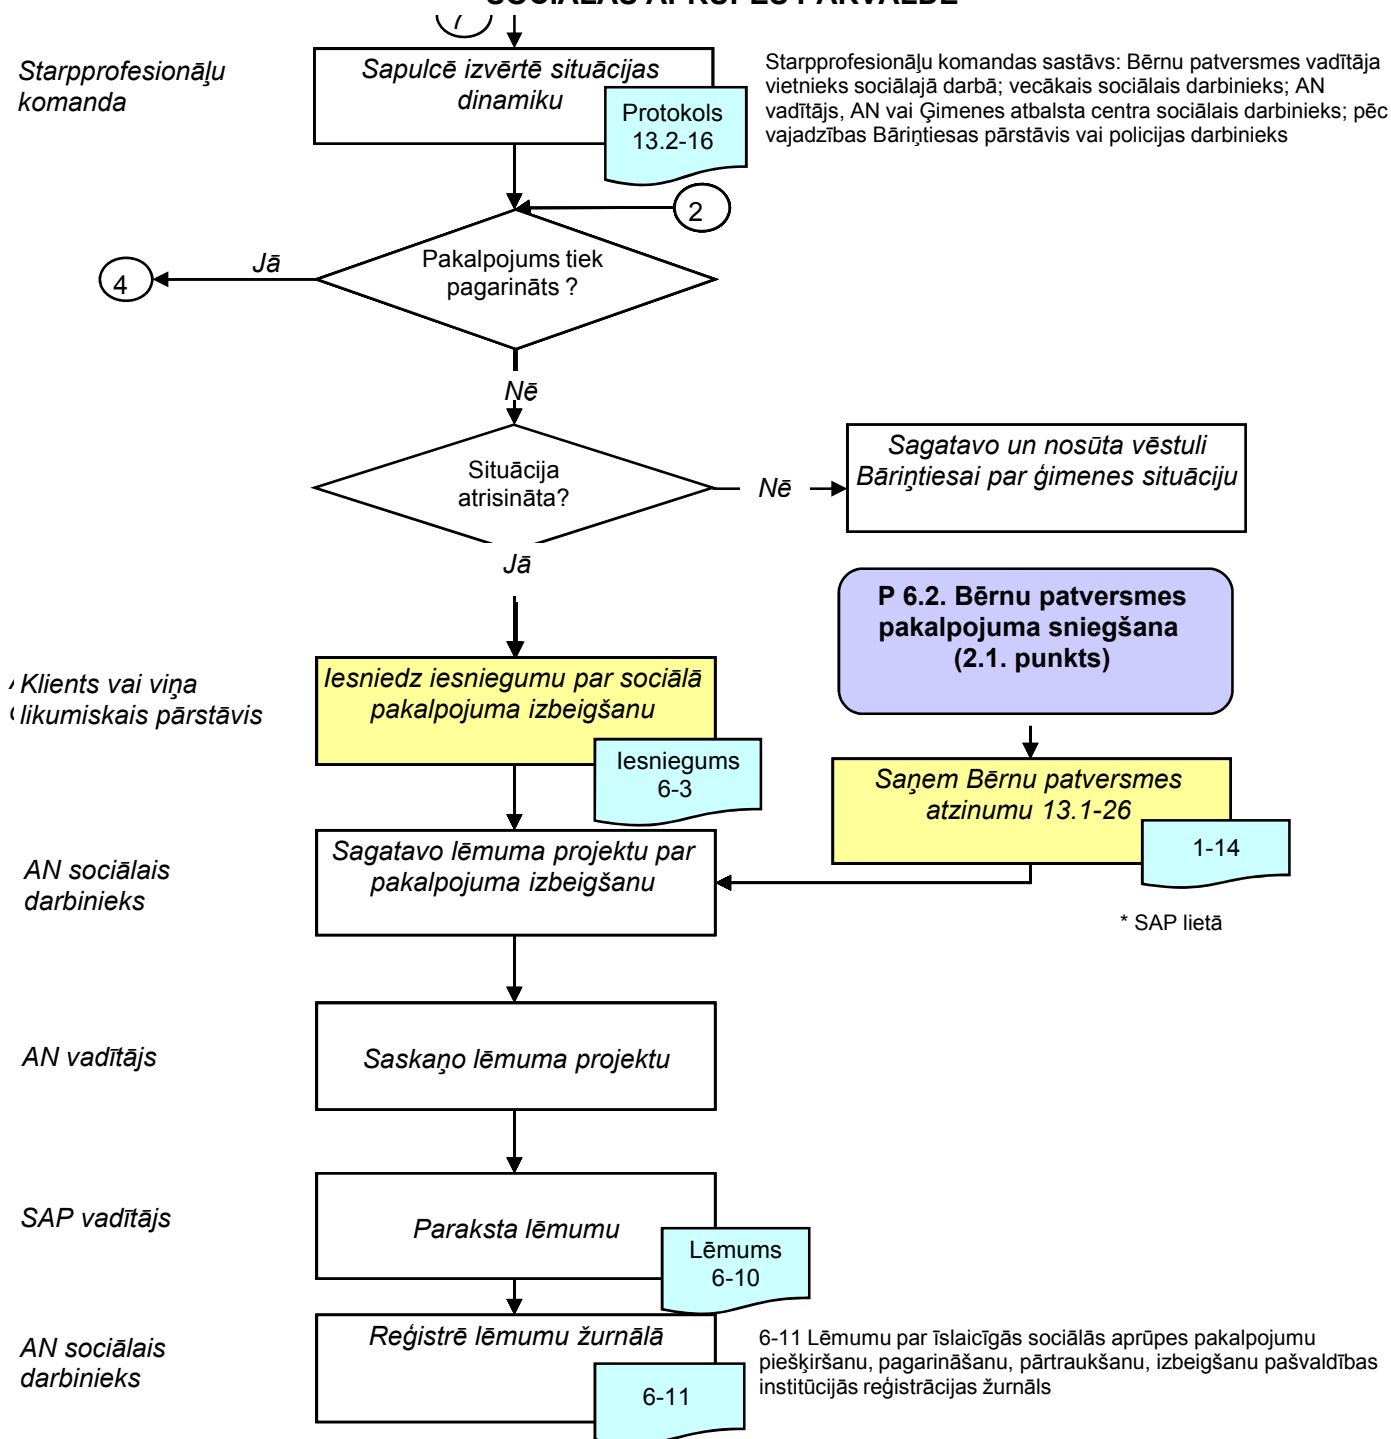 SOCIĀLĀS APRŪPES PĀRVALDE
7
Starpprofesionāļu
komanda
Sapulcē izvērtē situācijas
dinamiku
Protokols
13.2-16
Starpprofesionāļu komandas sastāvs: Bērnu patversmes vadītāja
vietnieks sociālajā darbā; vecākais sociālais darbinieks; AN
vadītājs, AN vai Ģimenes atbalsta centra sociālais darbinieks; pēc
vajadzības Bāriņtiesas pārstāvis vai policijas darbinieks
2
Pakalpojums tiek
pagarināts ?
Jā
4
Nē
Situācija
atrisināta?
Nē
Sagatavo un nosūta vēstuli
Bāriņtiesai par ģimenes situāciju
Jā
P 6.2. Bērnu patversmes
pakalpojuma sniegšana
(2.1. punkts)
Klients vai viņa
likumiskais pārstāvis
Iesniedz iesniegumu par sociālā
pakalpojuma izbeigšanu
Iesniegums
6-3
Saņem Bērnu patversmes
atzinumu 13.1-26
1-14
* SAP lietā
AN sociālais
darbinieks
Sagatavo lēmuma projektu par
pakalpojuma izbeigšanu
AN vadītājs
Saskaņo lēmuma projektu
SAP vadītājs
Paraksta lēmumu
Lēmums
6-10
AN sociālais
darbinieks
Reģistrē lēmumu žurnālā
6-11
6-11 Lēmumu par īslaicīgās sociālās aprūpes pakalpojumu
piešķiršanu, pagarināšanu, pārtraukšanu, izbeigšanu pašvaldības
institūcijās reģistrācijas žurnāls